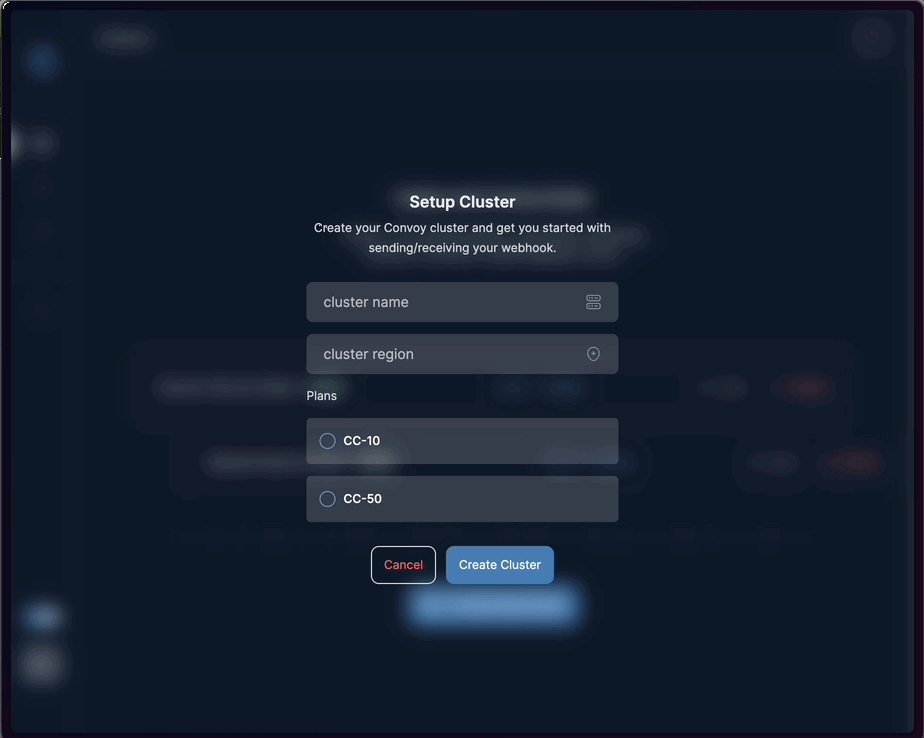 Setup Cluster
Create your Convoy cluster and get you started with
sending/receiving your webhook.
cluster name
cluster region
Plans
CC-10
CC-50
Cancel
Create Cluster